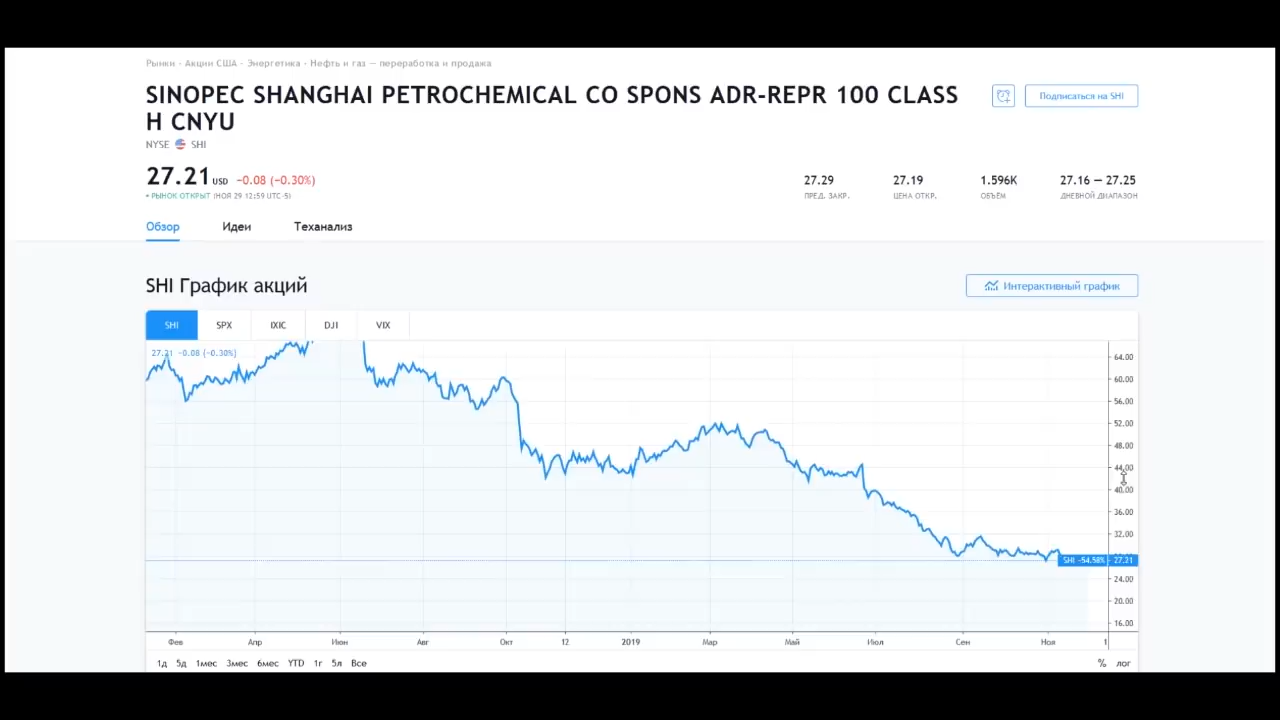 Рынки · Акции США · Энергетика · Нефть и газ — переработка и продажа
SINOPEC SHANGHAI PETROCHEMICAL CO SPONS ADR-REPR 100 CLASS
H CNYU
Подписаться на SHI
NYSE SHI
27.21 USD −0.08 (−0.30%)
• РЫНОК ОТКРЫТ (НОЯ 29 12:59 UTC-5)
27.29 27.19 1.596K 27.16 — 27.25
ПРЕД. ЗАКР. ЦЕНА ОТКР. ОБЪЁМ ДНЕВНОЙ ДИАПАЗОН
Обзор Идеи Теханализ
SHI График акций
Интерактивный график
SHI SPX IXIC DJI VIX
27.21 −0.08 (−0.30%)
64.00
60.00
56.00
52.00
48.00
44.00
40.00
36.00
32.00
SHI −54.58% 27.21
24.00
20.00
16.00
Фев Апр Июн Авг Окт 12 2019 Мар Май Июл Сен Ноя 1
1д 5д 1мес 3мес 6мес YTD 1г 5л Все % лог